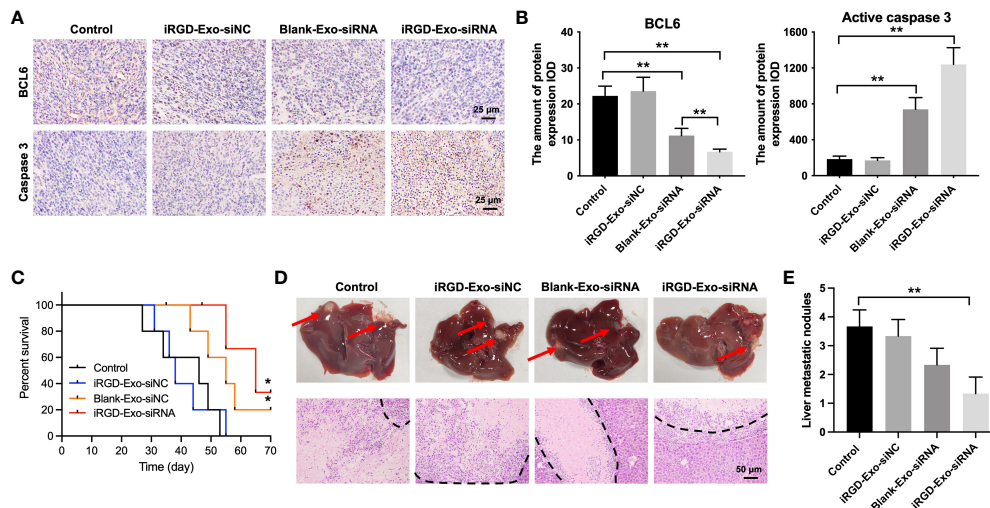 A
Control
iRGD-Exo-siNC
Blank-Exo-siRNA
iRGD-Exo-siRNA
BCL6
25 µm
Caspase 3
25 µm
B
BCL6
The amount of protein
expression IOD
40
30
20
10
0
**
**
**
Control
iRGD-Exo-siNC
Blank-Exo-siRNA
iRGD-Exo-siRNA
Active caspase 3
The amount of protein
expression IOD
1600
1200
800
400
0
**
**
Control
iRGD-Exo-siNC
Blank-Exo-siRNA
iRGD-Exo-siRNA
C
Percent survival
100
80
60
40
20
0
Control
iRGD-Exo-siNC
Blank-Exo-siRNA
iRGD-Exo-siRNA
*
*
0 10 20 30 40 50 60 70
Time (day)
D
Control
iRGD-Exo-siNC
Blank-Exo-siRNA
iRGD-Exo-siRNA
50 µm
E
Liver metastatic nodules
5
4
3
2
1
0
**
Control
iRGD-Exo-siNC
Blank-Exo-siRNA
iRGD-Exo-siRNA